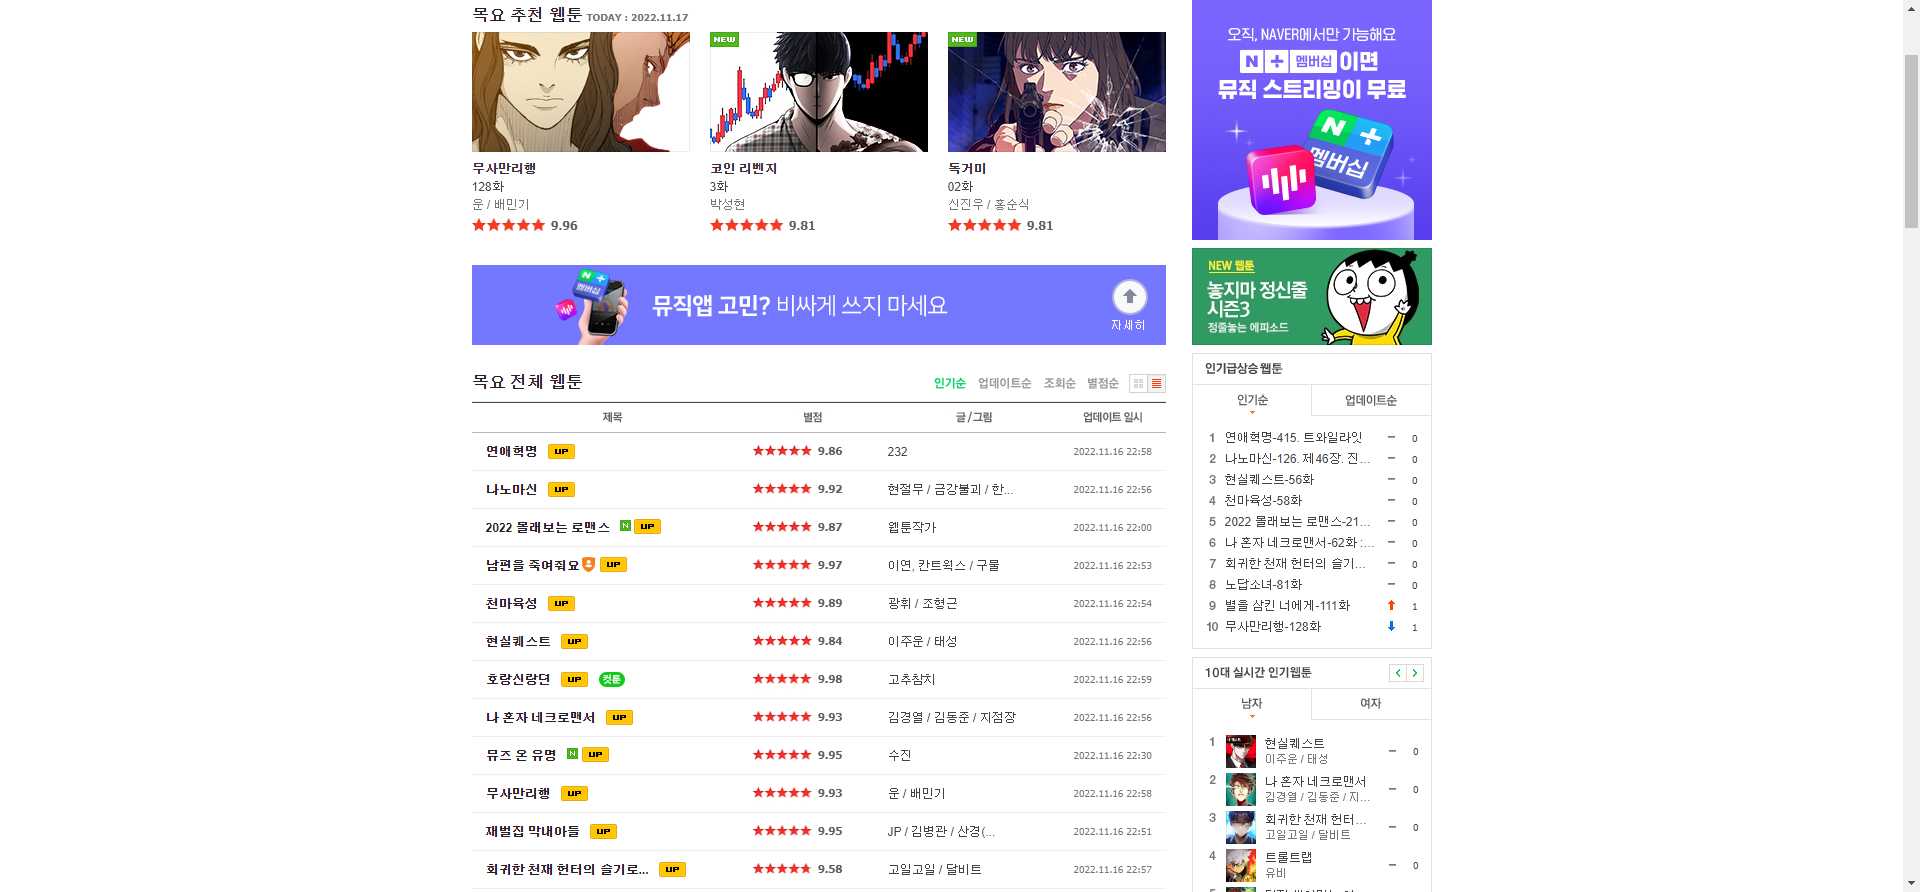 목요 추천 웹툰 TODAY : 2022.11.17
NEW
NEW
무사만리행
128화
운 / 배민기
9.96
코인 리벤지
3화
박성현
9.81
독거미
02화
신진우 / 홍순식
9.81
N+
멤버십
뮤직앱 고민? 비싸게 쓰지 마세요
자세히
목요 전체 웹툰
인기순 업데이트순 조회순 별점순
제목 별점 글 / 그림 업데이트 일시
연애혁명 UP 9.86 232 2022.11.16 22:58
나노마신 UP 9.92 현절무 / 금강불괴 / 한... 2022.11.16 22:56
2022 몰래보는 로맨스 N UP 9.87 웹툰작가 2022.11.16 22:00
남편을 죽여줘요 UP 9.97 이연, 칸트웍스 / 구물 2022.11.16 22:53
천마육성 UP 9.89 광휘 / 조형근 2022.11.16 22:54
현실퀘스트 UP 9.84 이주운 / 태성 2022.11.16 22:56
호랑신랑뎐 UP 컷툰 9.98 고추참치 2022.11.16 22:59
나 혼자 네크로맨서 UP 9.93 김경열 / 김동준 / 지점장 2022.11.16 22:56
뮤즈 온 유명 N UP 9.95 수진 2022.11.16 22:30
무사만리행 UP 9.93 운 / 배민기 2022.11.16 22:58
재벌집 막내아들 UP 9.95 JP / 김병관 / 산경(... 2022.11.16 22:51
회귀한 천재 헌터의 슬기로... UP 9.58 고일고일 / 달비트 2022.11.16 22:57
오직, NAVER에서만 가능해요
N + 멤버십 이면
뮤직 스트리밍이 무료
N +
멤버십
NEW 웹툰
놓지마 정신줄
시즌3
정줄놓는 에피소드
인기급상승 웹툰
인기순 업데이트순
1 연애혁명-415. 트와일라잇 0
2 나노마신-126. 제46장. 진... 0
3 현실퀘스트-56화 0
4 천마육성-58화 0
5 2022 몰래보는 로맨스-21... 0
6 나 혼자 네크로맨서-62화 :... 0
7 회귀한 천재 헌터의 슬기... 0
8 노답소녀-81화 0
9 별을 삼킨 너에게-111화 1
10 무사만리행-128화 1
10대 실시간 인기웹툰
남자 여자
1 현실퀘스트 0
이주운 / 태성
2 나 혼자 네크로맨서 0
김경열 / 김동준 / 지...
3 회귀한 천재 헌터... 0
고일고일 / 달비트
4 트롤트랩 0
유비